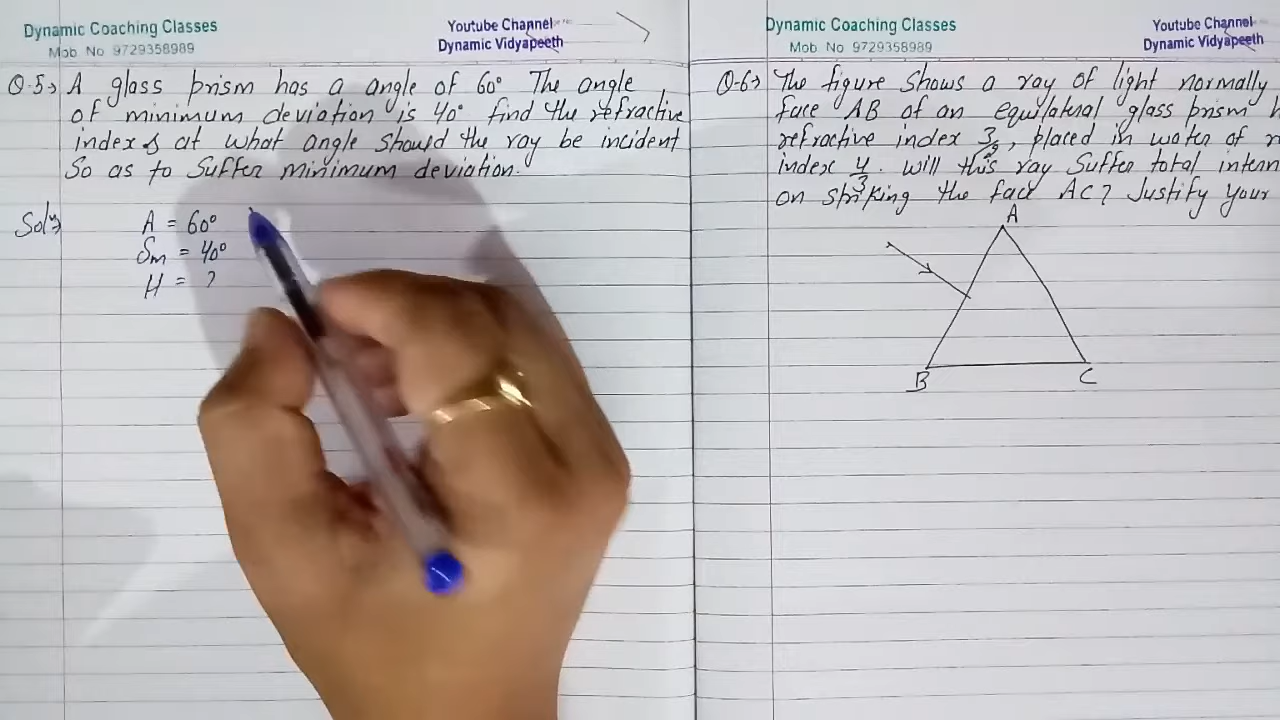 Dynamic Coaching Classes
Mob. No 9729358989
Youtube Channel
Dynamic Vidyapeeth
Q.5→ A glass prism has a angle of 60° The angle
of minimum deviation is 40° find the refractive
index & at what angle should the ray be incident
So as to Suffer minimum deviation.
Soly
A = 60°
δm = 40°
μ = ?
Dynamic Coaching Classes
Mob. No 9729358989
Youtube Channel
Dynamic Vidyapeeth
Q-6→ The figure shows a ray of light normally
face AB of an equilateral glass prism
refractive index 3/2, placed in water of
index 4/3. will this ray Suffer total intern
on striking the face AC? Justify your
A
B
C